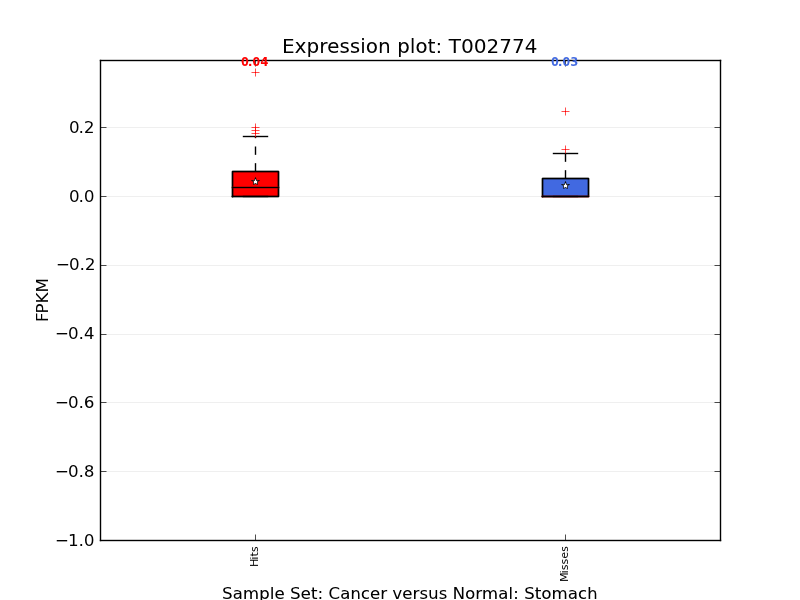 Expression plot: T002774
0.04 0.03
0.2
0.0
−0.2
−0.4
−0.6
−0.8
−1.0
FPKM
Hits
Misses
Sample Set: Cancer versus Normal: Stomach